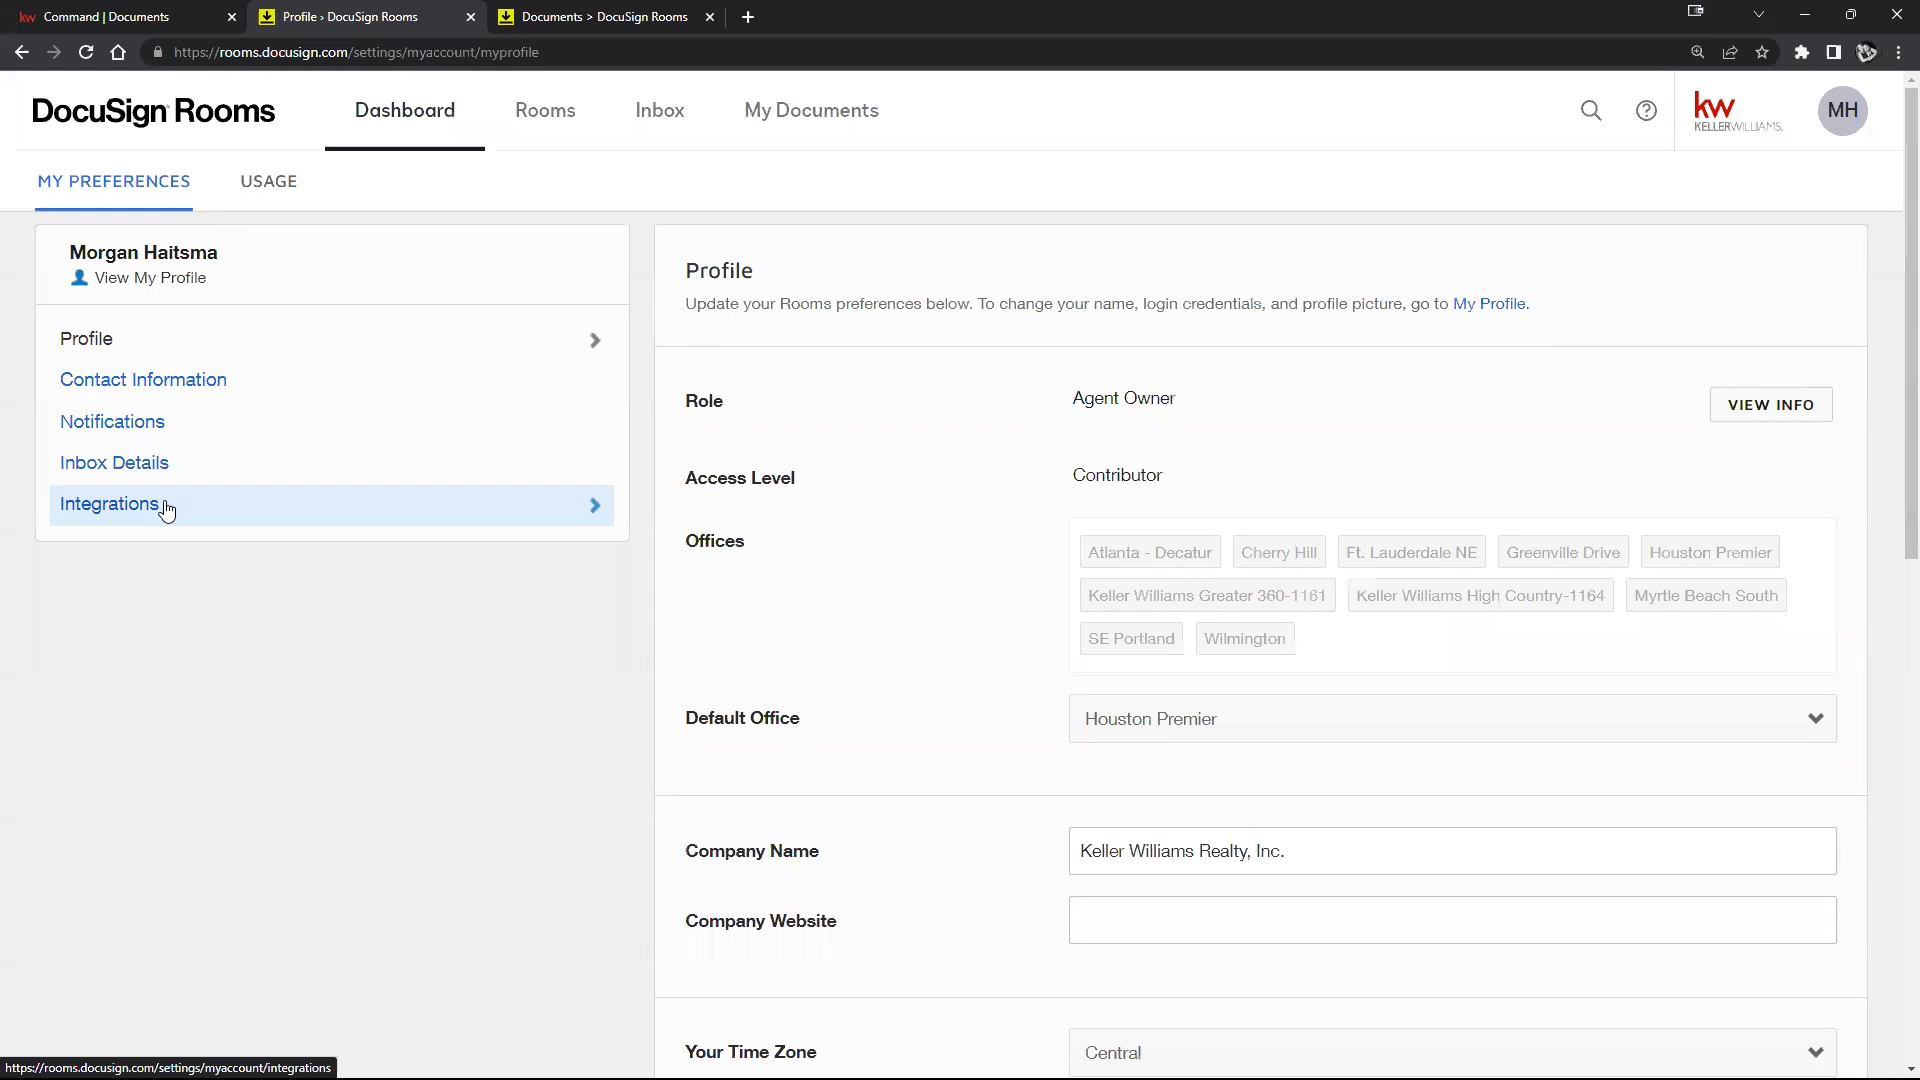 kw Command | Documents
Profile › DocuSign Rooms
Documents > DocuSign Rooms
https://rooms.docusign.com/settings/myaccount/myprofile
DocuSign Rooms
Dashboard
Rooms
Inbox
My Documents
kw
KELLERWILLIAMS.
MH
MY PREFERENCES
USAGE
Morgan Haitsma
View My Profile
Profile
Contact Information
Notifications
Inbox Details
Integrations
Profile
Update your Rooms preferences below. To change your name, login credentials, and profile picture, go to My Profile.
Role
Agent Owner
VIEW INFO
Access Level
Contributor
Offices
Atlanta - Decatur
Cherry Hill
Ft. Lauderdale NE
Greenville Drive
Houston Premier
Keller Williams Greater 360-1161
Keller Williams High Country-1164
Myrtle Beach South
SE Portland
Wilmington
Default Office
Houston Premier
Company Name
Keller Williams Realty, Inc.
Company Website
Your Time Zone
Central
https://rooms.docusign.com/settings/myaccount/integrations